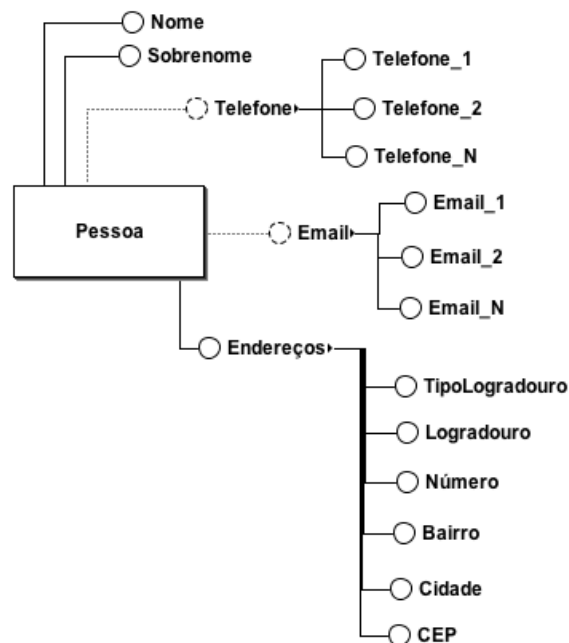 Nome
Sobrenome
Telefone
Telefone_1
Telefone_2
Telefone_N
Pessoa
Email
Email_1
Email_2
Email_N
Endereços
TipoLogradouro
Logradouro
Número
Bairro
Cidade
CEP